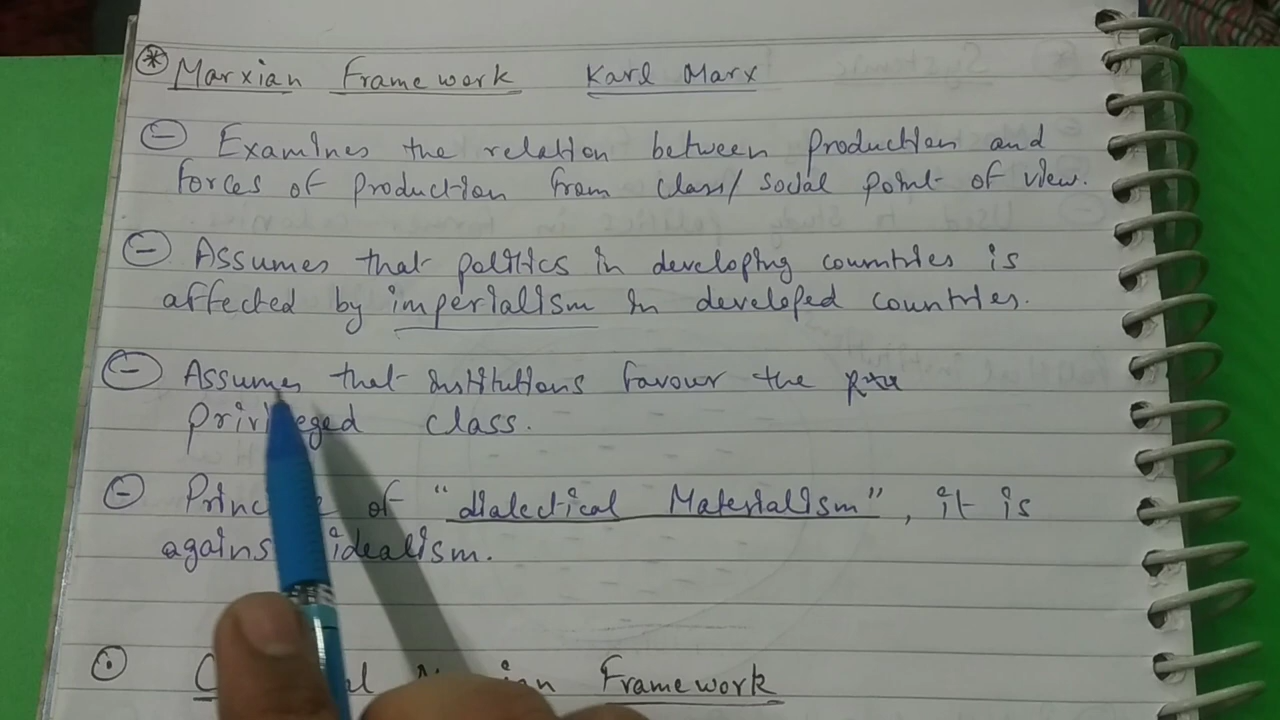 Marxian Framework Karl Marx
Examines the relation between production and
forces of production from class/social point of view.
Assumes that politics in developing countries is
affected by imperialism in developed countries.
Assumes that institutions favour the
privileged class.
of "dialectical Materialism", it is
idealism.
Framework